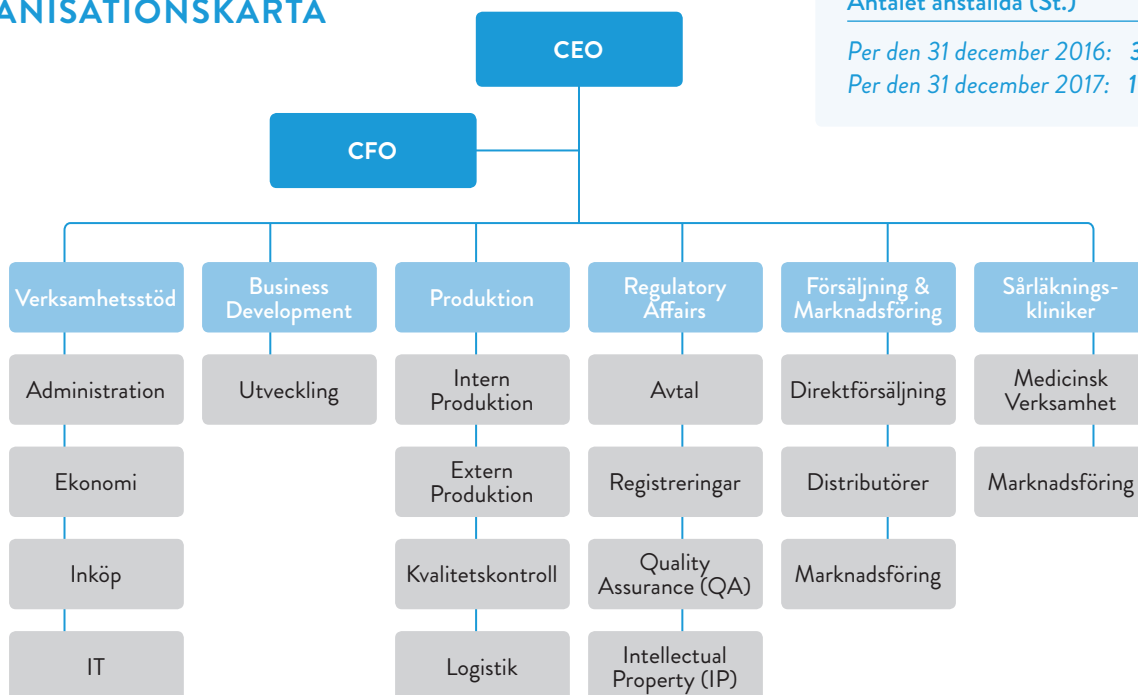 ANISATIONSKARTA
Antalet anställda (St.)
Per den 31 december 2016: 3
Per den 31 december 2017: 1
CEO
CFO
Verksamhetsstöd
Business
Development
Produktion
Regulatory
Affairs
Försäljning &
Marknadsföring
Sårläknings-
kliniker
Administration
Utveckling
Intern
Produktion
Avtal
Direktförsäljning
Medicinsk
Verksamhet
Ekonomi
Extern
Produktion
Registreringar
Distributörer
Marknadsföring
Inköp
Kvalitetskontroll
Quality
Assurance (QA)
Marknadsföring
IT
Logistik
Intellectual
Property (IP)